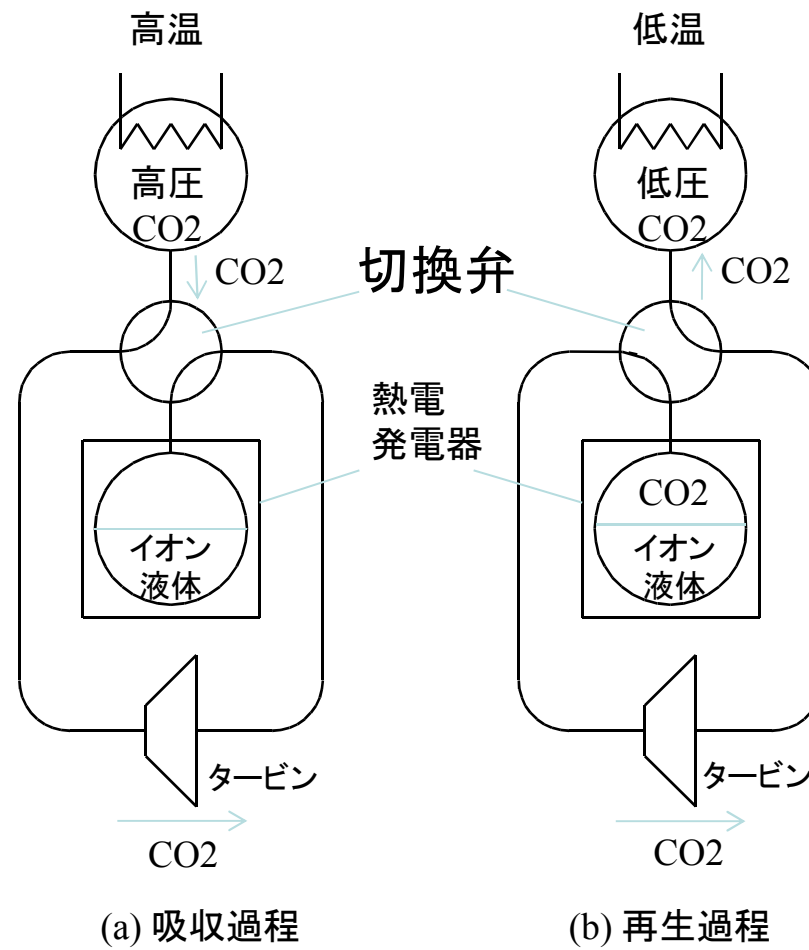 高温
高圧
CO2
CO2
切換弁
熱電
発電器
イオン
液体
タービン
CO2
(a) 吸収過程
低温
低圧
CO2
CO2
CO2
イオン
液体
タービン
CO2
(b) 再生過程